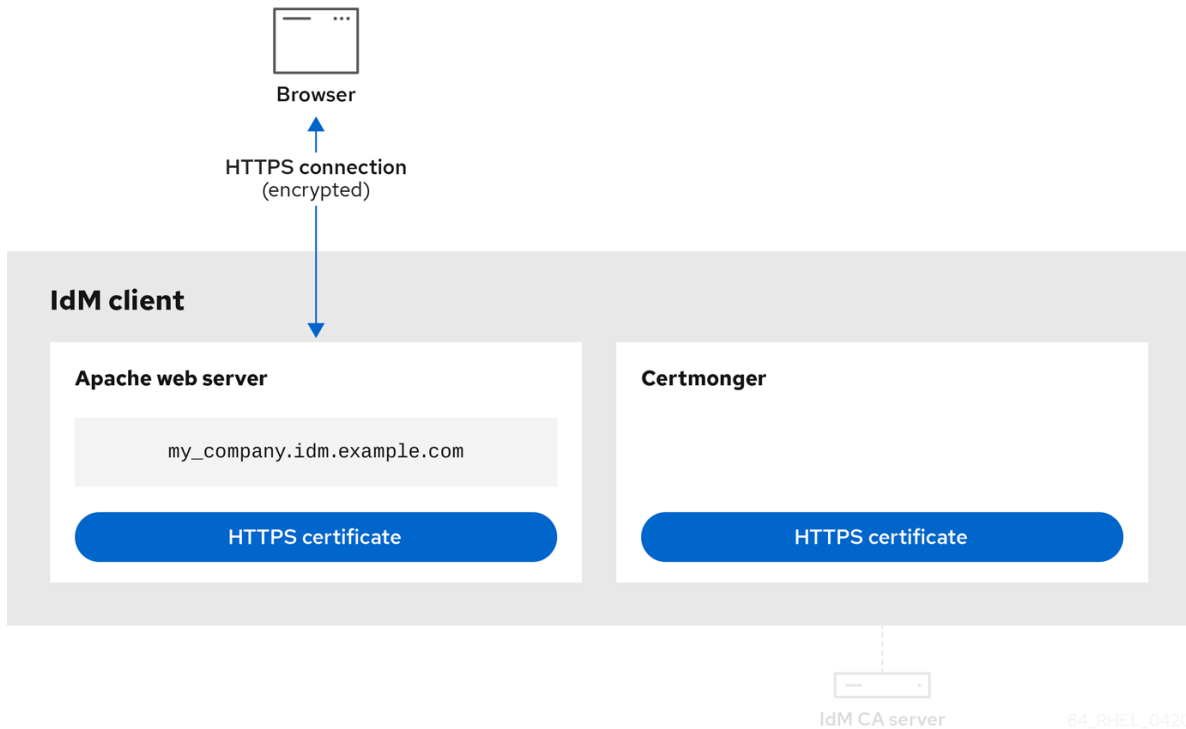 Browser
HTTPS connection
(encrypted)
IdM client
Apache web server
my_company.idm.example.com
HTTPS certificate
Certmonger
HTTPS certificate
IdM CA server
84_RHEL_0420